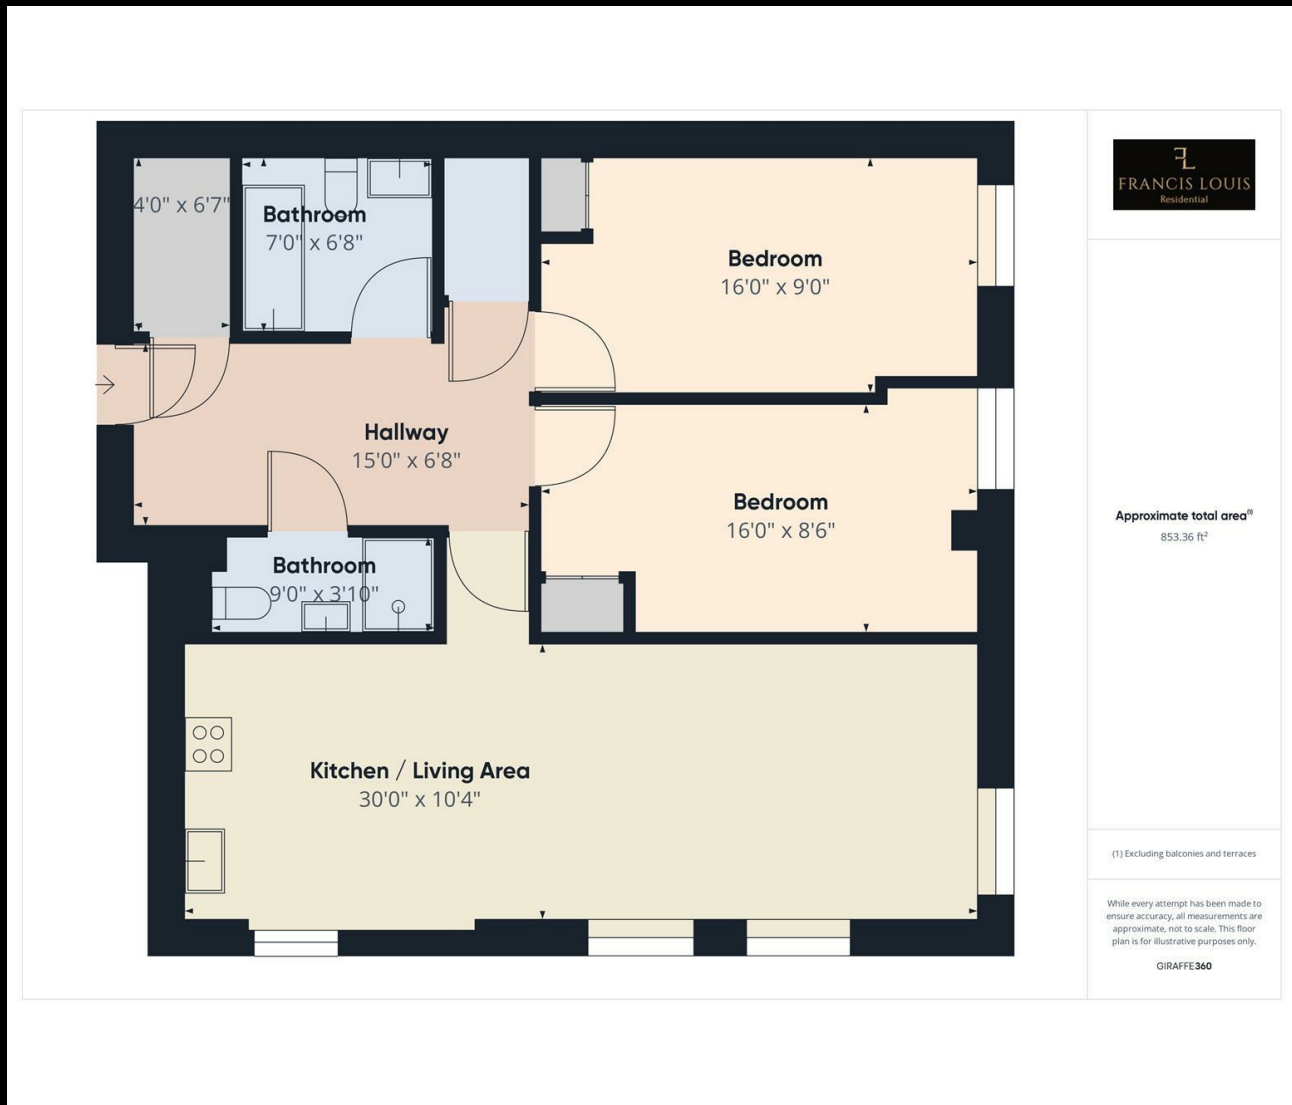 4'0" x 6'7"
Bathroom
7'0" x 6'8"
Bedroom
16'0" x 9'0"
Hallway
15'0" x 6'8"
Bedroom
16'0" x 8'6"
Bathroom
9'0" x 3'10"
Kitchen / Living Area
30'0" x 10'4"
FRANCIS LOUIS
Residential
Approximate total area⁽¹⁾
853.36 ft²
(1) Excluding balconies and terraces
While every attempt has been made to
ensure accuracy, all measurements are
approximate, not to scale. This floor
plan is for illustrative purposes only.
GIRAFFE360